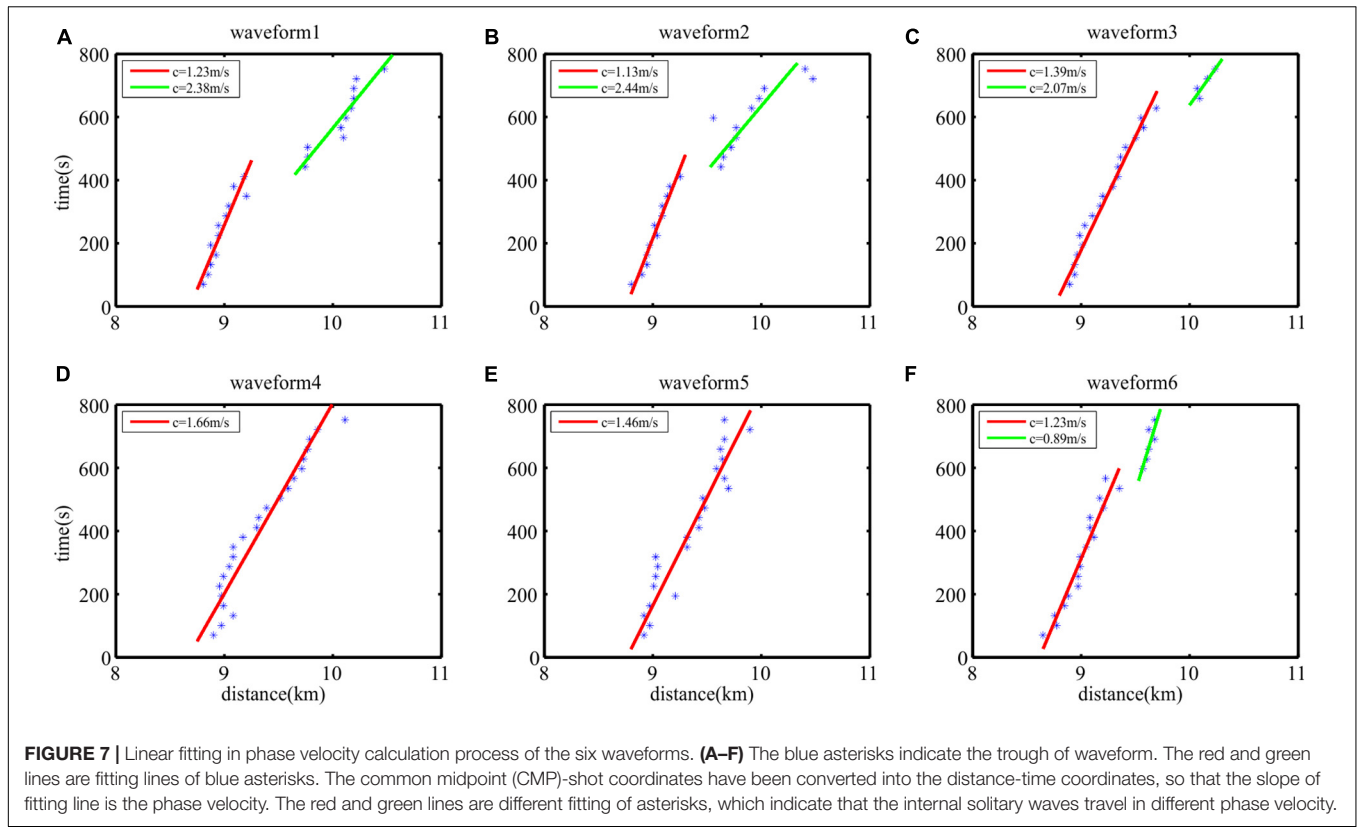 A
waveform1
800
600
400
200
0
time(s)
8 9 10 11
c=1.23m/s
c=2.38m/s
B
waveform2
800
600
400
200
0
8 9 10 11
c=1.13m/s
c=2.44m/s
C
waveform3
800
600
400
200
0
8 9 10 11
c=1.39m/s
c=2.07m/s
D
waveform4
800
600
400
200
0
time(s)
8 9 10 11
distance(km)
c=1.66m/s
E
waveform5
800
600
400
200
0
8 9 10 11
distance(km)
c=1.46m/s
F
waveform6
800
600
400
200
0
8 9 10 11
distance(km)
c=1.23m/s
c=0.89m/s
FIGURE 7 | Linear fitting in phase velocity calculation process of the six waveforms. (A–F) The blue asterisks indicate the trough of waveform. The red and green
lines are fitting lines of blue asterisks. The common midpoint (CMP)-shot coordinates have been converted into the distance-time coordinates, so that the slope of
fitting line is the phase velocity. The red and green lines are different fitting of asterisks, which indicate that the internal solitary waves travel in different phase velocity.